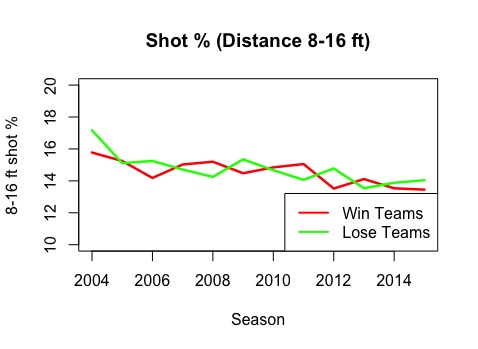 Shot % (Distance 8-16 ft)
8-16 ft shot %
20
18
16
14
12
10
Win Teams
Lose Teams
2004 2006 2008 2010 2012 2014
Season